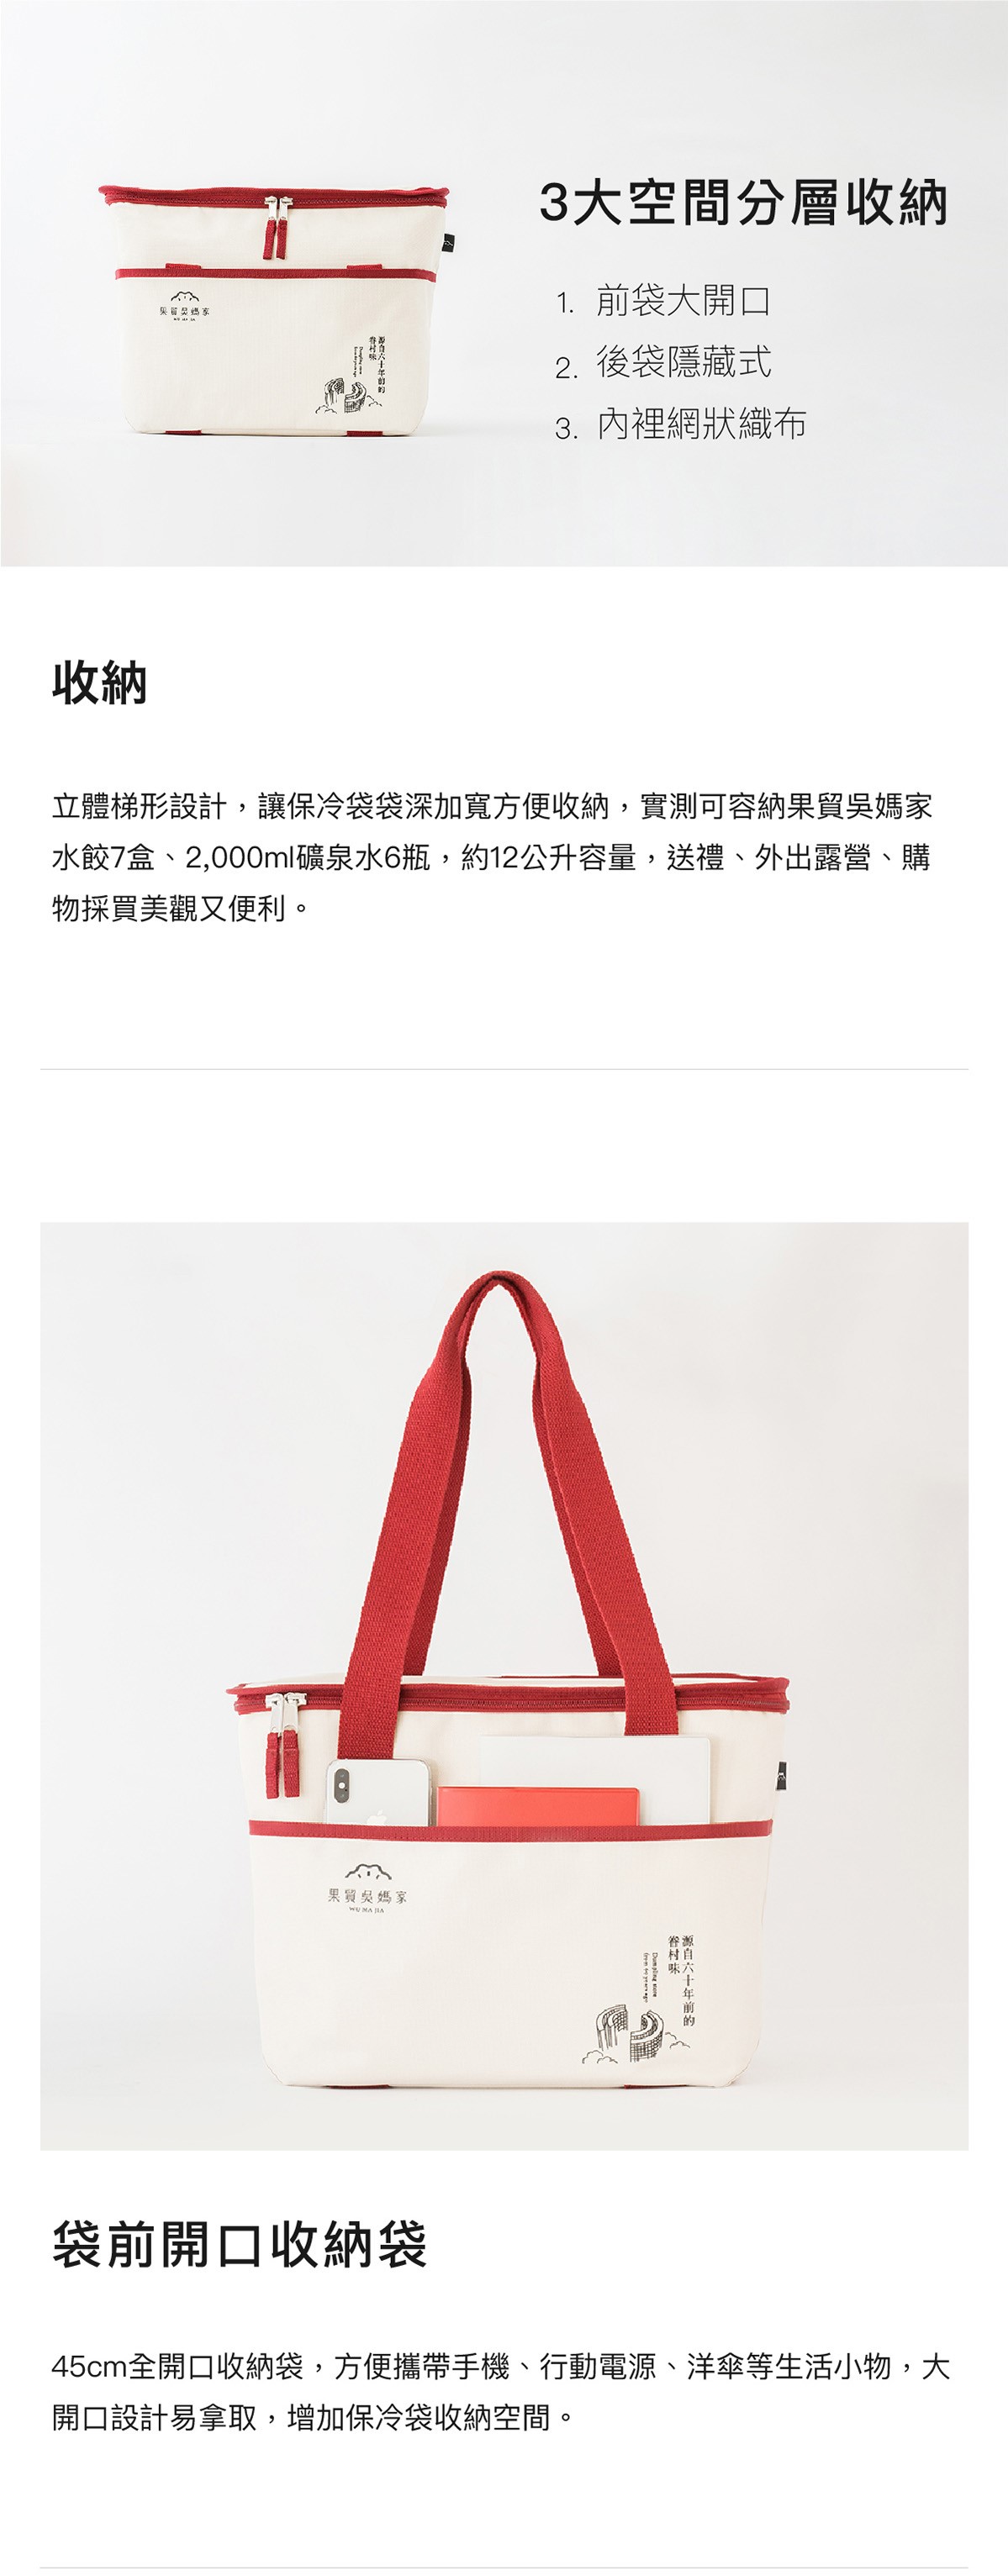 3大空間分層收納
1. 前袋大開口
2. 後袋隱藏式
3. 內裡網狀織布
果貿吳媽家
WU MA JIA
源自六十年前的
眷村味
收納
立體梯形設計，讓保冷袋袋深加寬方便收納，實測可容納果貿吳媽家
水餃7盒、2,000ml礦泉水6瓶，約12公升容量，送禮、外出露營、購
物採買美觀又便利。
果貿吳媽家
WU MA JIA
源自六十年前的
眷村味
Dumpling more
from 60 years ago
袋前開口收納袋
45cm全開口收納袋，方便攜帶手機、行動電源、洋傘等生活小物，大
開口設計易拿取，增加保冷袋收納空間。